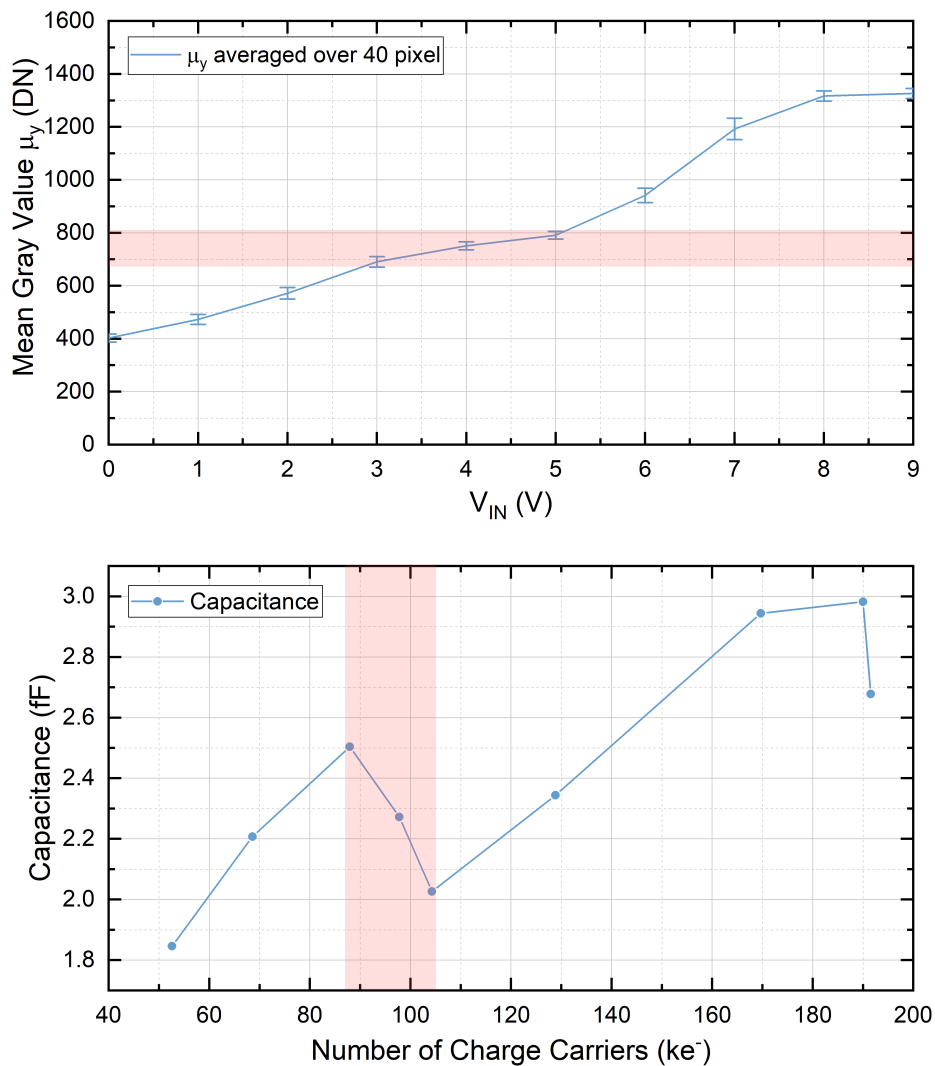 1600
1400
1200
1000
800
600
400
200
0
Mean Gray Value μy (DN)
μy averaged over 40 pixel
0 1 2 3 4 5 6 7 8 9
VIN (V)
3.0
2.8
2.6
2.4
2.2
2.0
1.8
Capacitance (fF)
Capacitance
40 60 80 100 120 140 160 180 200
Number of Charge Carriers (ke⁻)